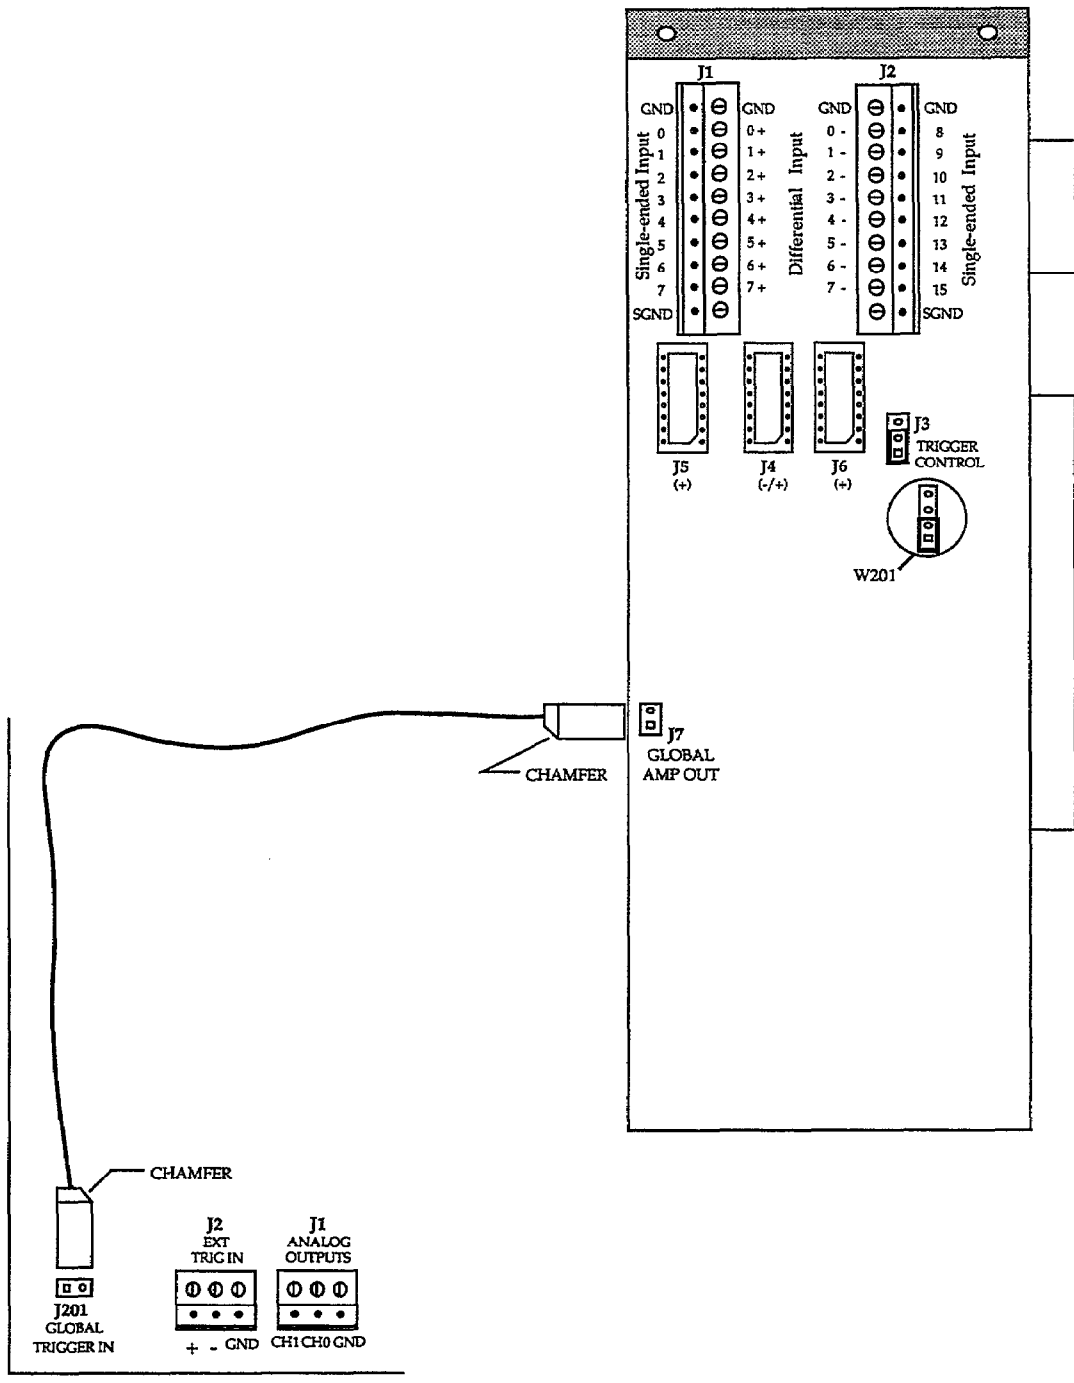 J1
J2
GND GND GND GND
0 0+ 0 - 8
1 1+ 1 - 9
2 2+ 2 - 10
3 3+ 3 - 11
4 4+ 4 - 12
5 5+ 5 - 13
6 6+ 6 - 14
7 7+ 7 - 15
SGND SGND
Single-ended Input
Differential Input
Single-ended Input
J5
(+)
J4
(-/+)
J6
(+)
J3
TRIGGER
CONTROL
W201
J7
GLOBAL
AMP OUT
CHAMFER
CHAMFER
J201
GLOBAL
TRIGGER IN
J2
EXT
TRIG IN
+ - GND
J1
ANALOG
OUTPUTS
CH1 CH0 GND